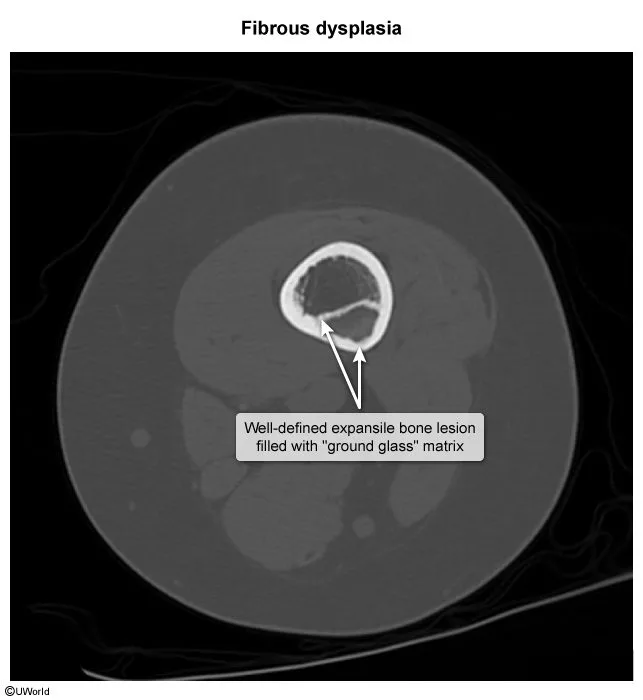 Fibrous dysplasia
Well-defined expansile bone lesion
filled with "ground glass" matrix
©UWorld